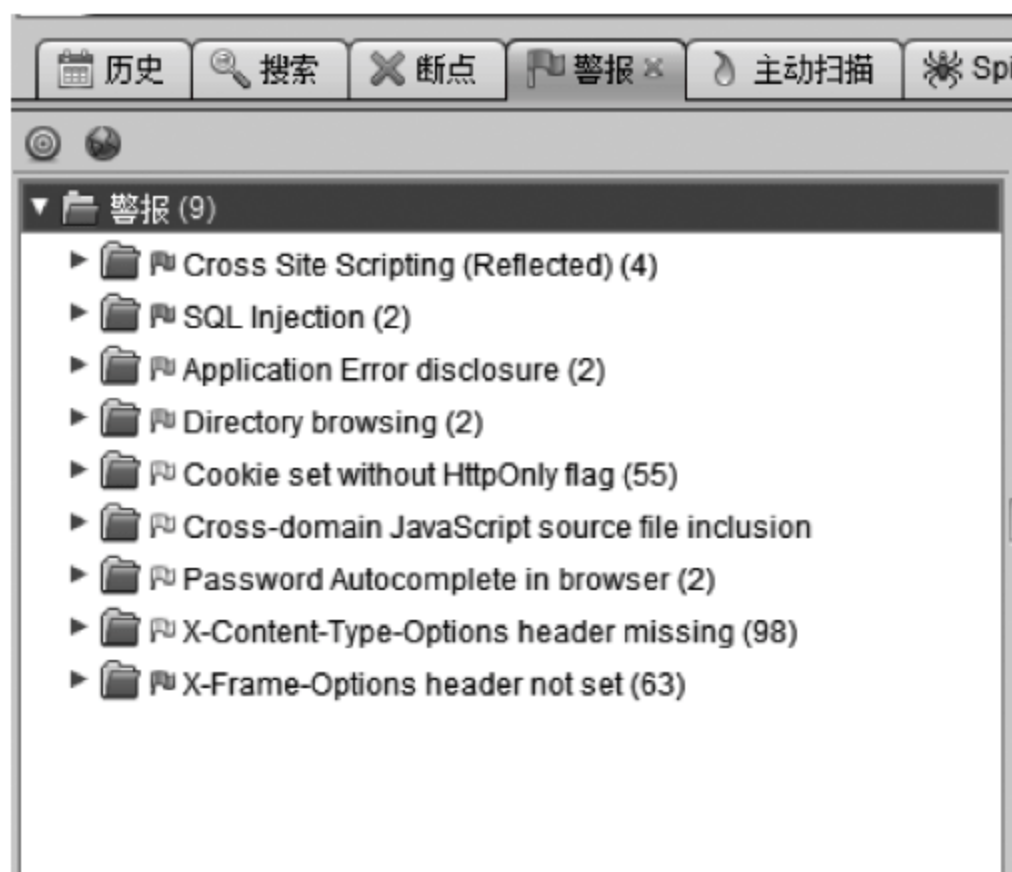 历史 搜索 断点 警报 主动扫描 Spi
警报 (9)
Cross Site Scripting (Reflected) (4)
SQL Injection (2)
Application Error disclosure (2)
Directory browsing (2)
Cookie set without HttpOnly flag (55)
Cross-domain JavaScript source file inclusion
Password Autocomplete in browser (2)
X-Content-Type-Options header missing (98)
X-Frame-Options header not set (63)